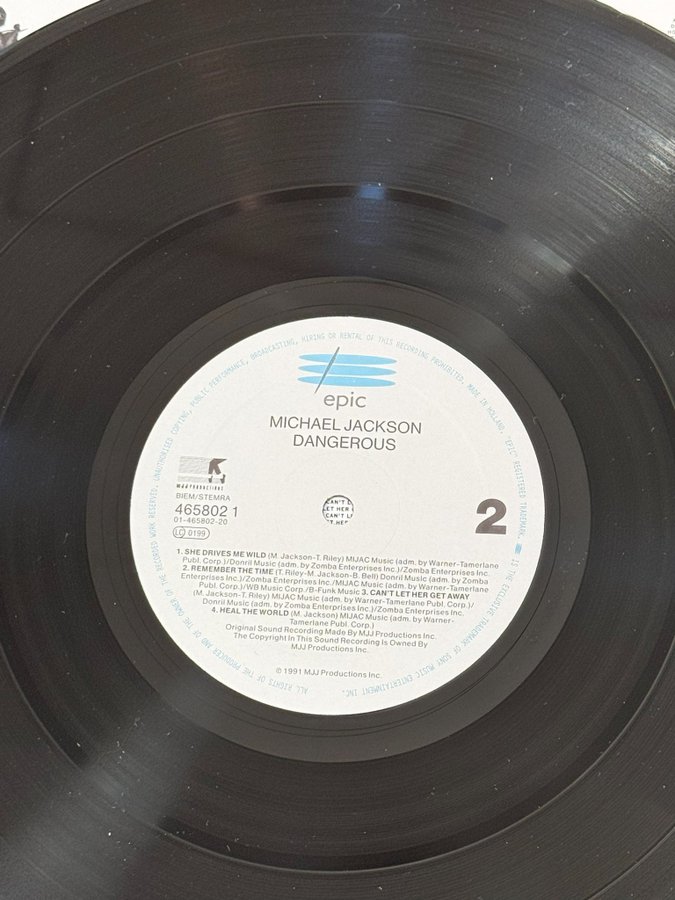 ALL RIGHTS OF THE PRODUCER AND OF THE OWNER OF THE RECORDED WORK RESERVED. UNAUTHORISED COPYING, PUBLIC PERFORMANCE, BROADCASTING, HIRING OR RENTAL OF THIS RECORDING PROHIBITED. MADE IN HOLLAND. "EPIC" REGISTERED TRADEMARK. IS THE EXCLUSIVE TRADEMARK OF SONY MUSIC ENTERTAINMENT INC.
epic
MICHAEL JACKSON
DANGEROUS
MJJ PRODUCTIONS
BIEM/STEMRA
465802 1
01-465802-20
LC 0199
CAN'T L
LET HER
CAN'T L
ET HER
2
1. SHE DRIVES ME WILD (M. Jackson-T. Riley) MIJAC Music (adm. by Warner-Tamerlane
Publ. Corp.)/Donril Music (adm. by Zomba Enterprises Inc.)/Zomba Enterprises Inc.
2. REMEMBER THE TIME (T. Riley-M. Jackson-B. Bell) Donril Music (adm. by Zomba
Enterprises Inc.)/Zomba Enterprises Inc./MIJAC Music (adm. by Warner-Tamerlane
Publ. Corp.)/WB Music Corp./B-Funk Music 3. CAN'T LET HER GET AWAY
(M. Jackson-T. Riley) MIJAC Music (adm. by Warner-Tamerlane Publ. Corp.)/
Donril Music (adm. by Zomba Enterprises Inc.)/Zomba Enterprises Inc.
4. HEAL THE WORLD (M. Jackson) MIJAC Music (adm. by Warner-
Tamerlane Publ. Corp.)
Original Sound Recording Made By MJJ Productions Inc.
The Copyright In This Sound Recording Is Owned By
MJJ Productions Inc.
© 1991 MJJ Productions Inc.